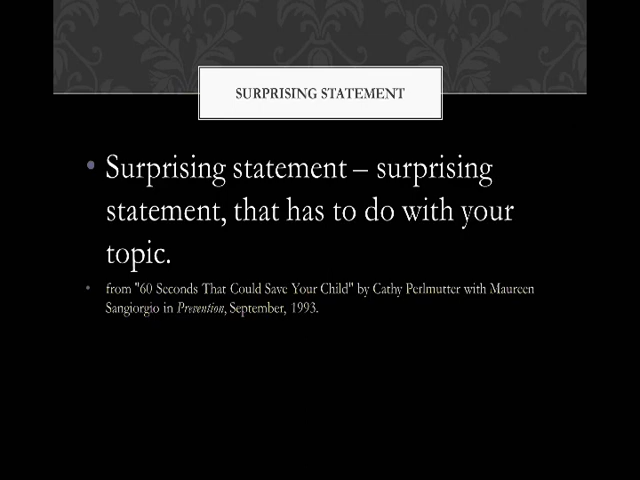 SURPRISING STATEMENT
• Surprising statement – surprising
statement, that has to do with your
topic.
• from "60 Seconds That Could Save Your Child" by Cathy Perlmutter with Maureen
Sangiorgio in Prevention, September, 1993.